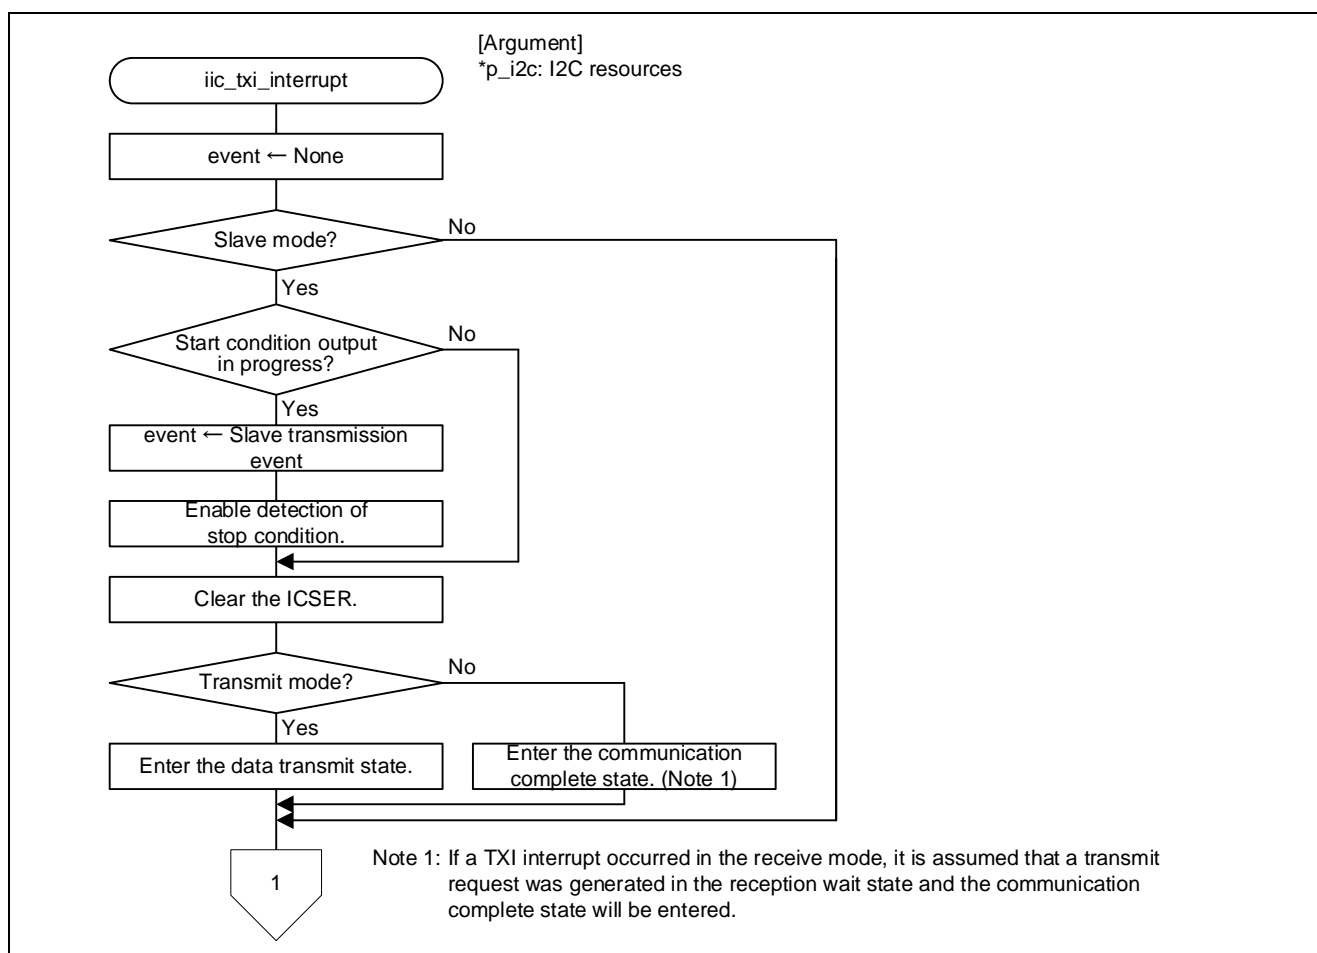 [Argument]
*p_i2c: I2C resources
iic_txi_interrupt
event ← None
Slave mode?
No
Yes
Start condition output
in progress?
No
Yes
event ← Slave transmission
event
Enable detection of
stop condition.
Clear the ICSER.
Transmit mode?
No
Yes
Enter the data transmit state.
Enter the communication
complete state. (Note 1)
1
Note 1: If a TXI interrupt occurred in the receive mode, it is assumed that a transmit
request was generated in the reception wait state and the communication
complete state will be entered.